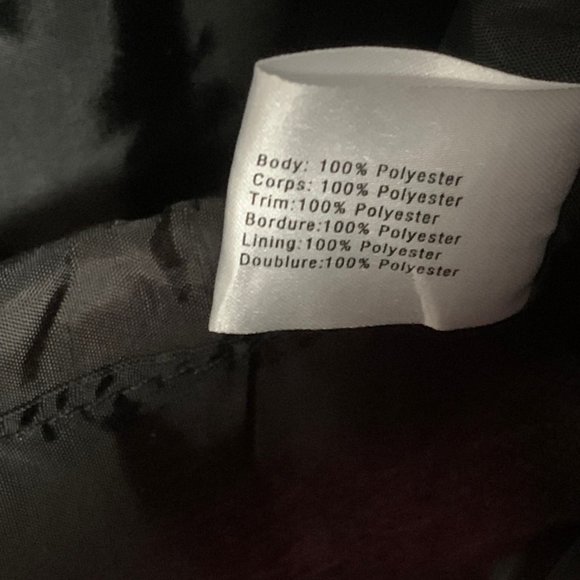 Body: 100% Polyester
Corps: 100% Polyester
Trim:100% Polyester
Bordure:100% Polyester
Lining:100% Polyester
Doublure:100% Polyester